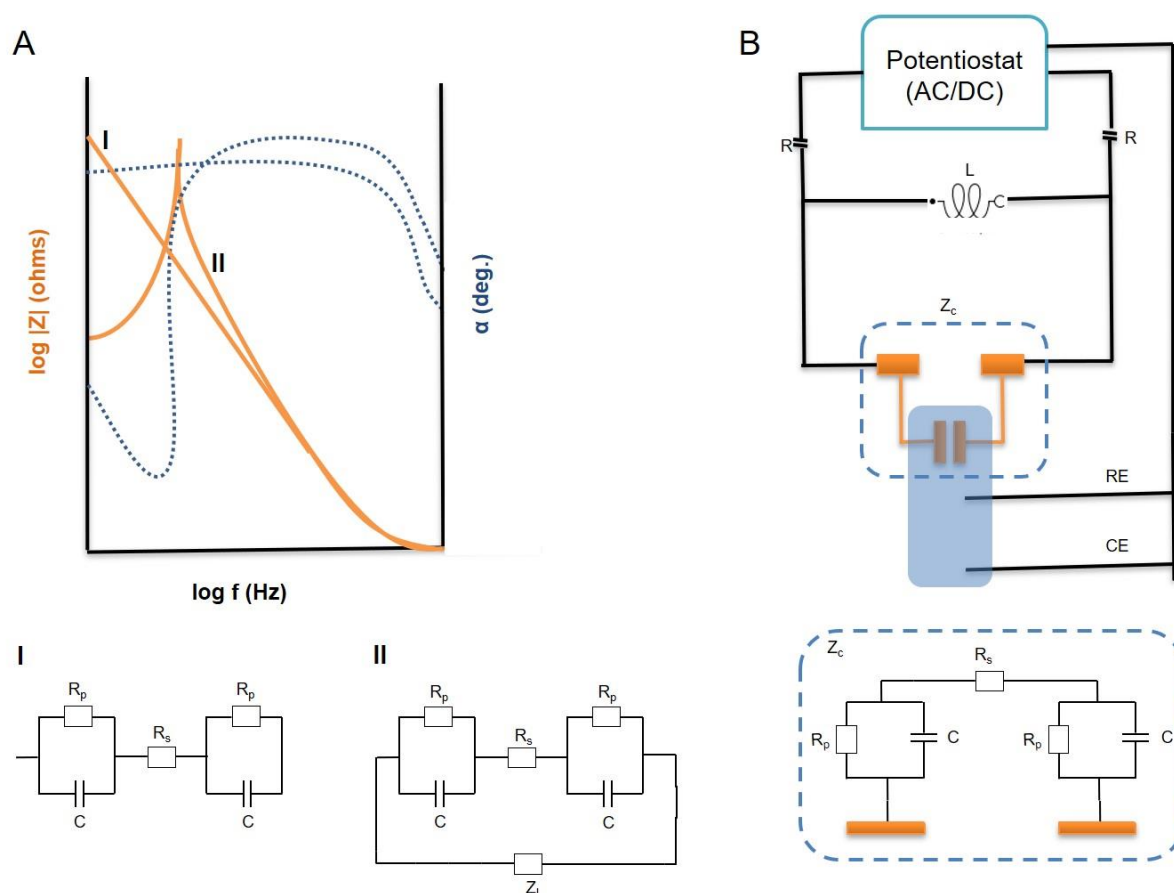 A
I
II
log |Z| (ohms)
α (deg.)
log f (Hz)
B
Potentiostat
(AC/DC)
R
R
L
Zc
RE
CE
I
Rp
Rp
Rs
C
C
II
Rp
Rp
Rs
C
C
Zc
Rs
Rp
C
Rp
C